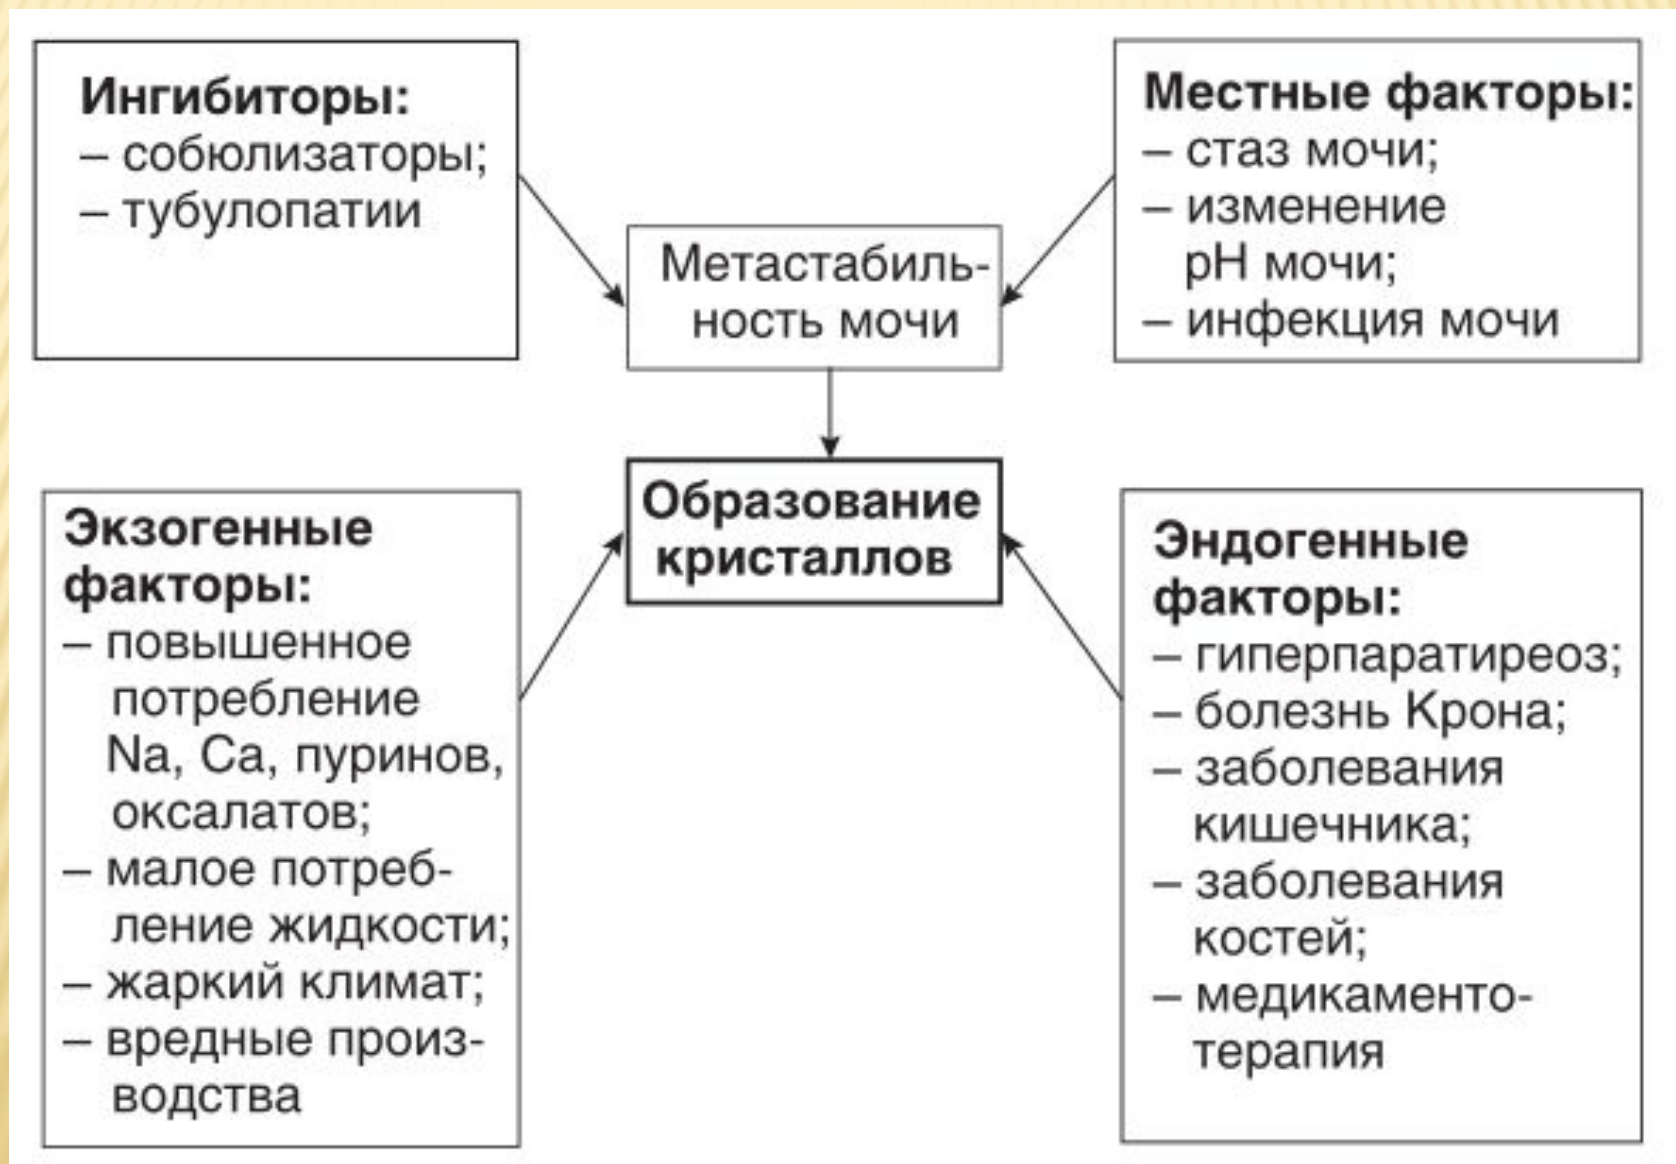 Ингибиторы:
– собюлизаторы;
– тубулопатии
Местные факторы:
– стаз мочи;
– изменение
pH мочи;
– инфекция мочи
Метастабиль-
ность мочи
Образование
кристаллов
Экзогенные
факторы:
– повышенное
потребление
Na, Ca, пуринов,
оксалатов;
– малое потреб-
ление жидкости;
– жаркий климат;
– вредные произ-
водства
Эндогенные
факторы:
– гиперпаратиреоз;
– болезнь Крона;
– заболевания
кишечника;
– заболевания
костей;
– медикаменто-
терапия